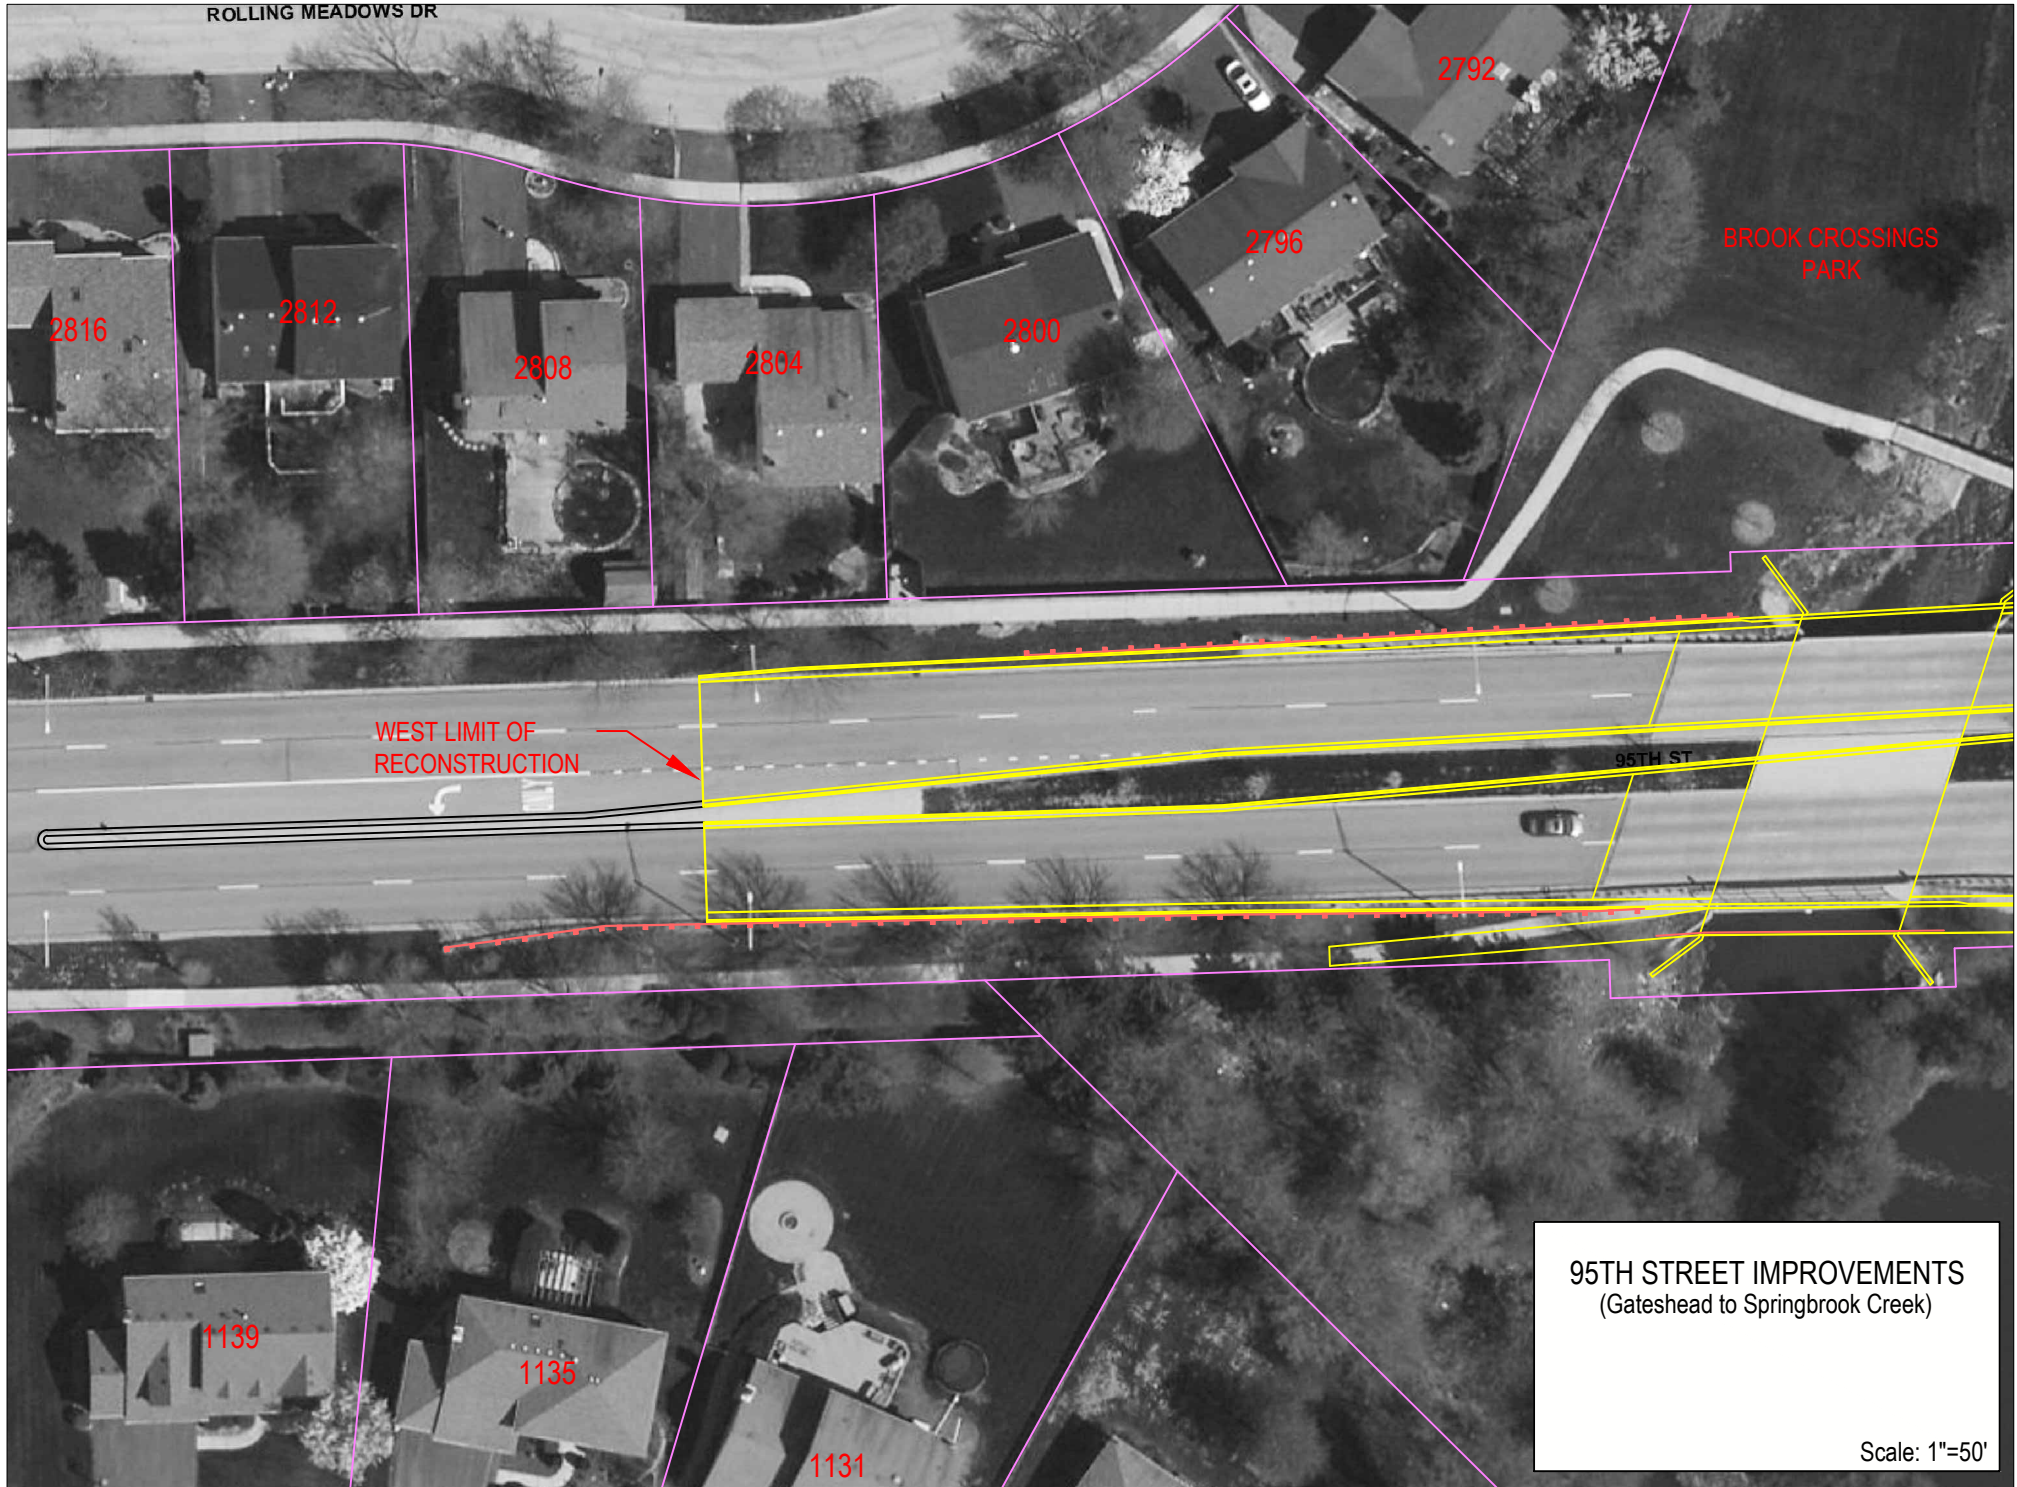 ROLLING MEADOWS DR
2792
2796
BROOK CROSSINGS
PARK
2816
2812
2808
2804
2800
WEST LIMIT OF
RECONSTRUCTION
ONLY
95TH ST
1139
1135
1131
95TH STREET IMPROVEMENTS
(Gateshead to Springbrook Creek)
Scale: 1"=50'